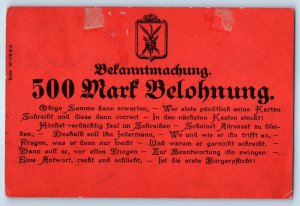 Bekanntmachung.
500 Mark Belohnung.
Obige Summe kann erwarten, — Wer stets pünktlich seine Karten
Schreibt und diese dann correct — In den nächsten Kasten steckt!
Höchst verdächtig faul im Schreiben — Scheinet Adressat zu blei-
ben; — Deshalb soll ihn Jedermann, — Wo und wie er ihn trifft an,
Fragen, was er denn nur treibt — Und warum er garnicht schreibt. —
Dann soll er, vor allen Dingen — Zur Beantwortung ihn zwingen: —
Eine Antwort, recht und schlicht, — Ist die erste Bürgerpflicht!